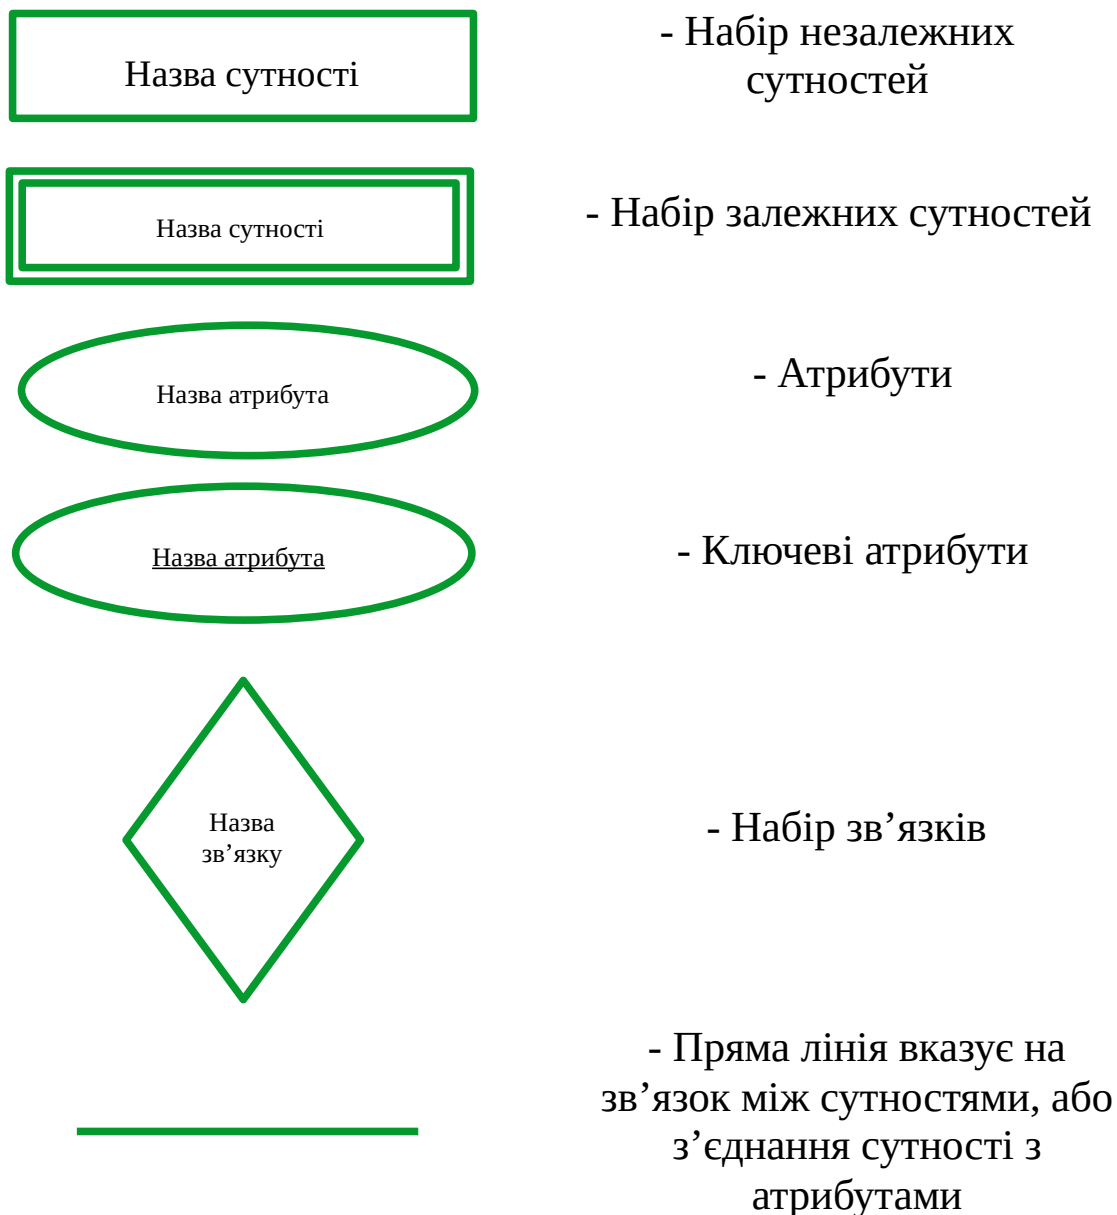 Назва сутності
- Набір незалежних
сутностей
Назва сутності
- Набір залежних сутностей
Назва атрибута
- Атрибути
Назва атрибута
- Ключеві атрибути
Назва
зв’язку
- Набір зв’язків
- Пряма лінія вказує на
зв’язок між сутностями, або
з’єднання сутності з
атрибутами